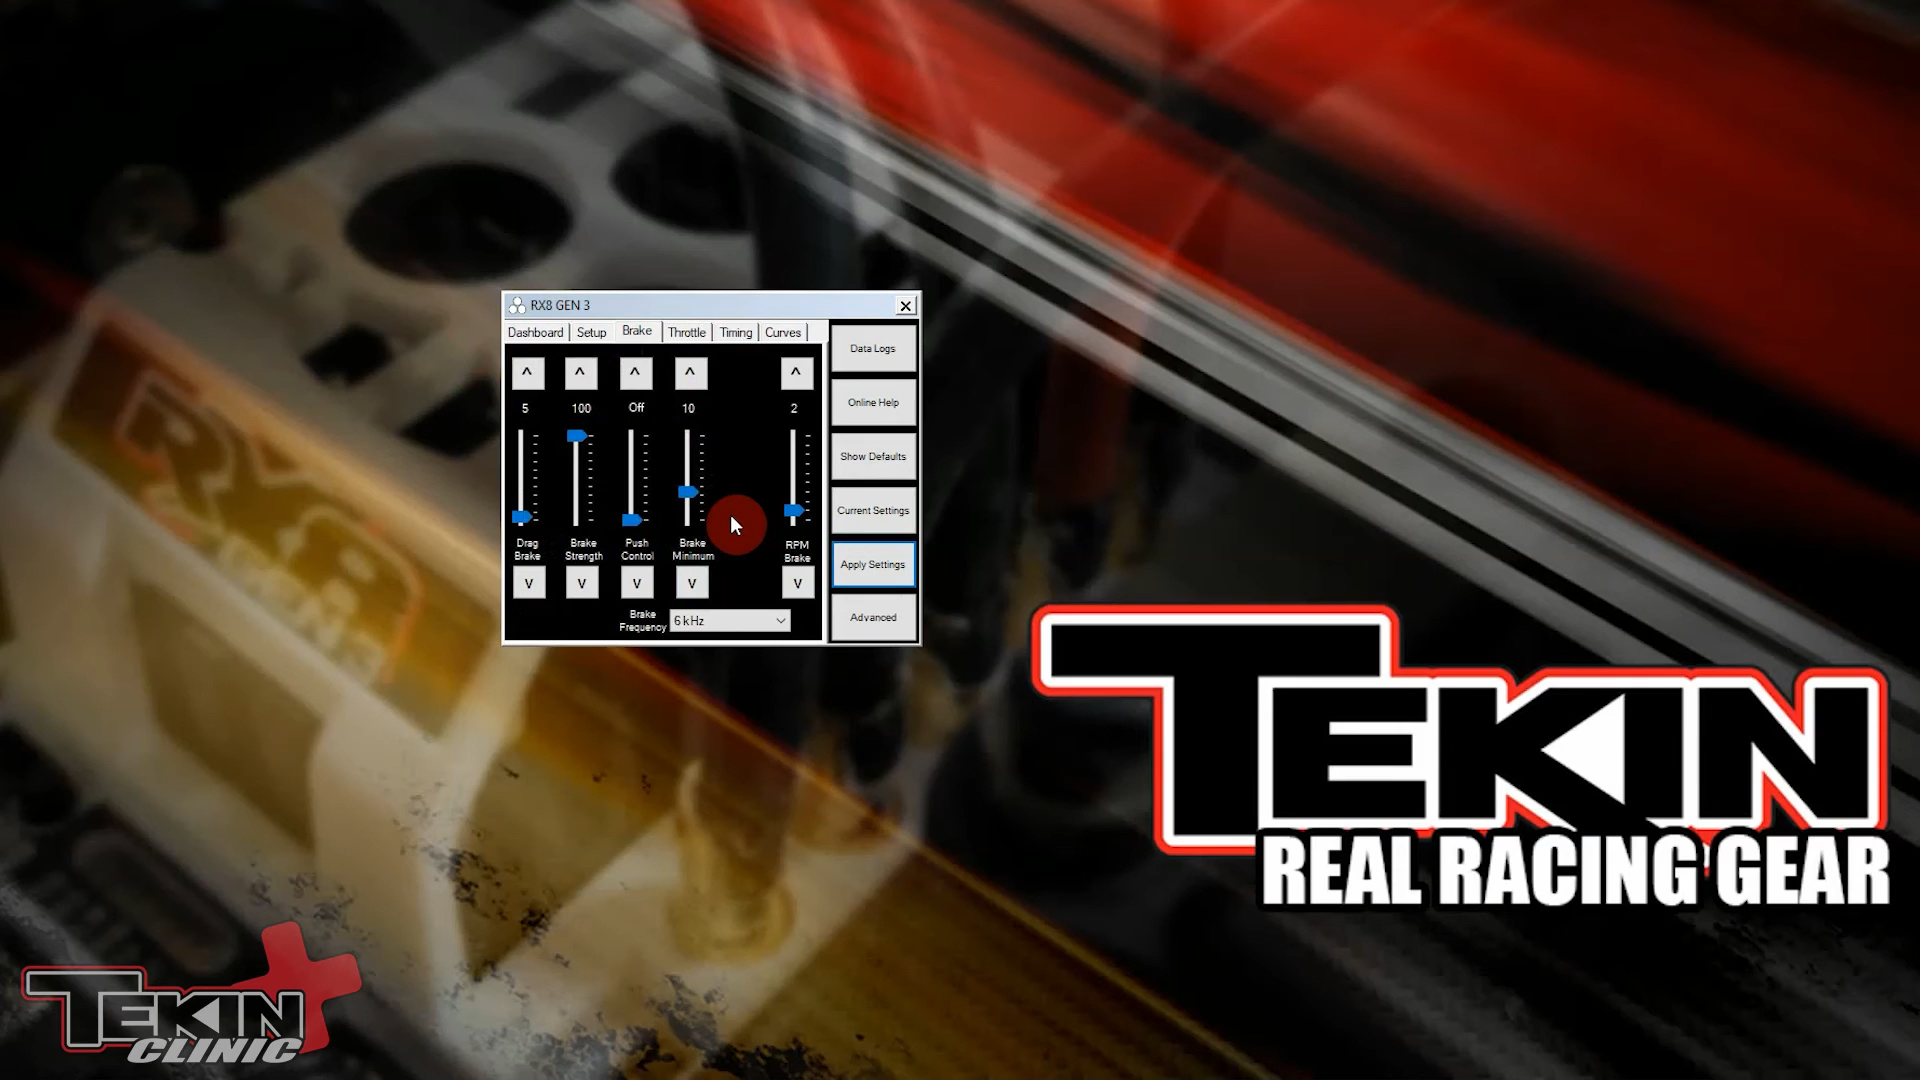 RX8 GEN 3
Dashboard Setup Brake Throttle Timing Curves
^ ^ ^ ^ ^
5 100 Off 10 2
Drag Brake
Brake Strength
Push Control
Brake Minimum
RPM Brake
v v v v v
Brake Frequency 6 kHz
Data Logs
Online Help
Show Defaults
Current Settings
Apply Settings
Advanced
RX8
TEKIN
REAL RACING GEAR
TEKIN
CLINIC